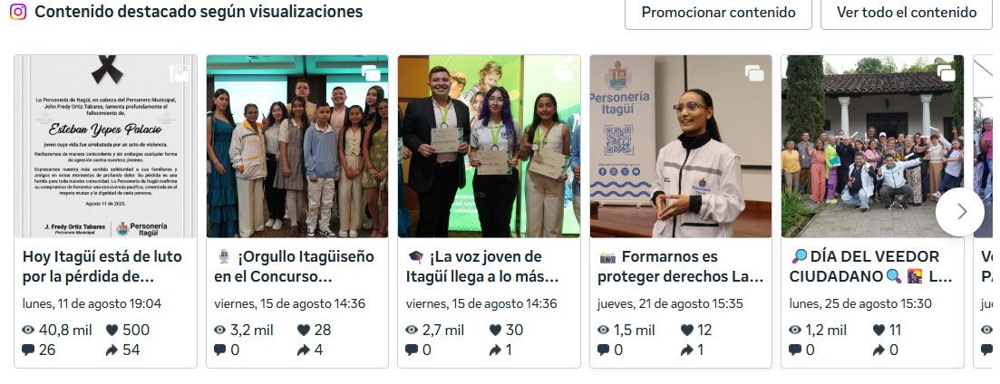 Contenido destacado según visualizaciones
Promocionar contenido
Ver todo el contenido
La Personería de Itagüí, en cabeza del Personero Municipal,
John Fredy Ortiz Tabares, lamenta profundamente el
fallecimiento de,
Esteban Yepes Palacio
joven cuya vida fue arrebatada por un acto de violencia.
Rechazamos de manera contundente y sin ambages cualquier forma
de agresión contra nuestros jóvenes.
Expresamos nuestra más sentida solidaridad a sus familiares y
amigos en estos momentos de profundo dolor. Su pérdida es una
herida para toda nuestra comunidad. La Personería de Itagüí reafirma
su compromiso de fomentar una convivencia pacífica, cimentada en el
respeto mutuo y la dignidad de cada persona.
Agosto 11 de 2025.
J. Fredy Ortiz Tabares
Personero Municipal
Personería
Itagüí
Hoy Itagüí está de luto
por la pérdida de...
lunes, 11 de agosto 19:04
40,8 mil
500
26
54
¡Orgullo Itagüiseño
en el Concurso...
viernes, 15 de agosto 14:36
3,2 mil
28
0
4
¡La voz joven de
Itagüí llega a lo más...
viernes, 15 de agosto 14:36
2,7 mil
30
0
1
Personería
Itagüí
Formarnos es
proteger derechos La...
jueves, 21 de agosto 15:35
1,5 mil
12
0
1
DÍA DEL VEEDOR
CIUDADANO L...
lunes, 25 de agosto 15:30
1,2 mil
11
0
0